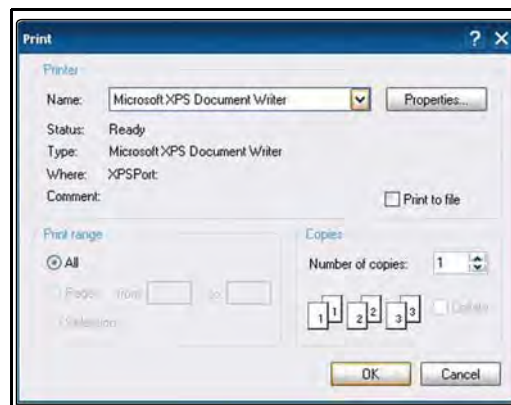 Print
Printer
Name: Microsoft XPS Document Writer Properties...
Status: Ready
Type: Microsoft XPS Document Writer
Where: XPSPort:
Comment: Print to file
Print range
All
Pages from: to:
Selection
Copies
Number of copies: 1
1 1 2 2 3 3 Collate
OK Cancel